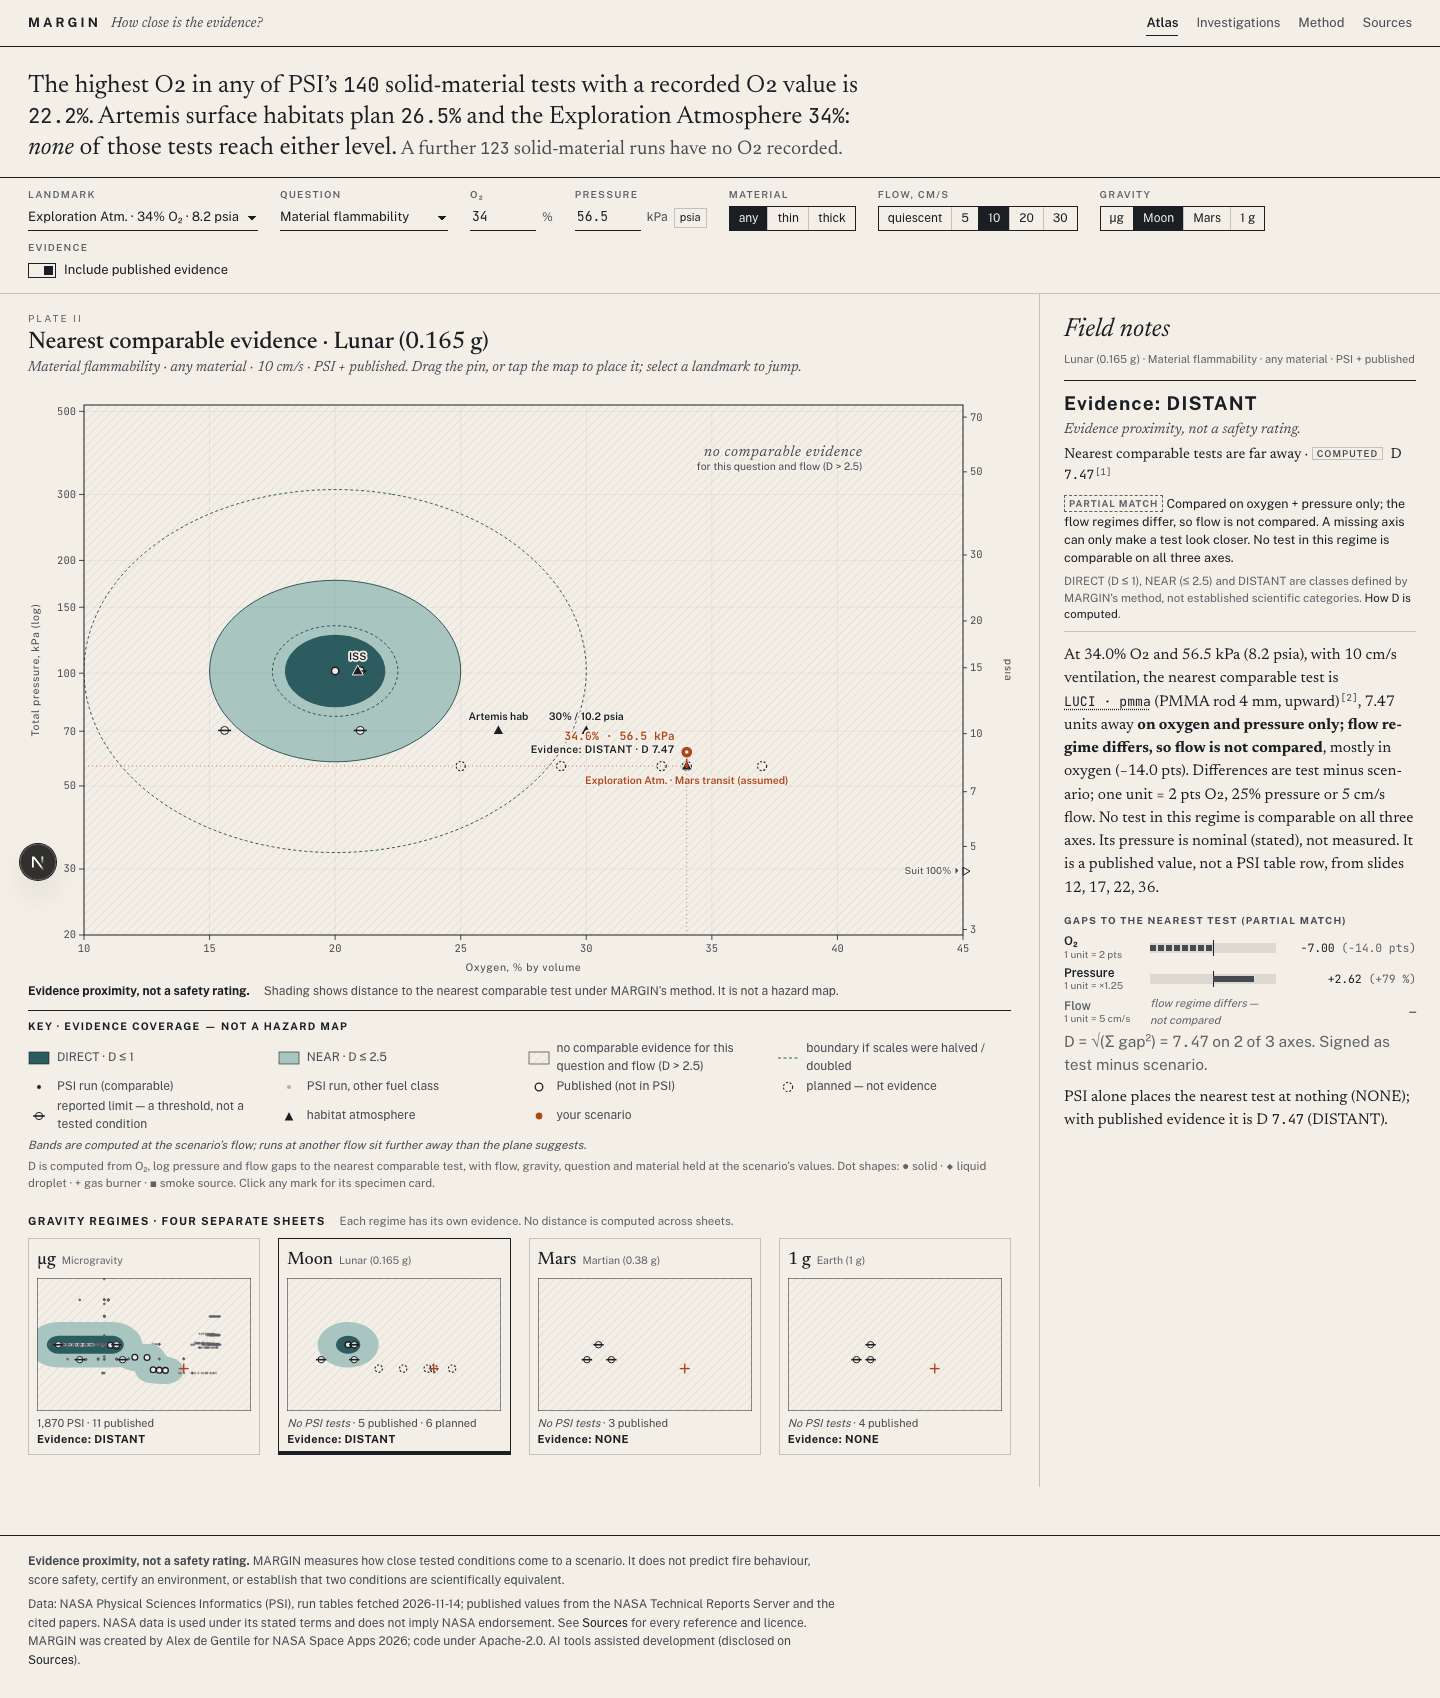 MARGIN How close is the evidence?
Atlas Investigations Method Sources
The highest O2 in any of PSI’s 140 solid-material tests with a recorded O2 value is
22.2%. Artemis surface habitats plan 26.5% and the Exploration Atmosphere 34%:
none of those tests reach either level. A further 123 solid-material runs have no O2 recorded.
LANDMARK QUESTION O₂ PRESSURE MATERIAL FLOW, CM/S GRAVITY
Exploration Atm. · 34% O₂ · 8.2 psia Material flammability 34 % 56.5 kPa psia any thin thick quiescent 5 10 20 30 µg Moon Mars 1 g
EVIDENCE
Include published evidence
PLATE II
Nearest comparable evidence · Lunar (0.165 g)
Material flammability · any material · 10 cm/s · PSI + published. Drag the pin, or tap the map to place it; select a landmark to jump.
500
300
200
150
100
70
50
30
20
Total pressure, kPa (log)
70
50
30
20
15
10
7
5
3
psia
no comparable evidence
for this question and flow (D > 2.5)
ISS
Artemis hab 30% / 10.2 psia
34.0% · 56.5 kPa
Evidence: DISTANT · D 7.47
Exploration Atm. · Mars transit (assumed)
Suit 100%
10 15 20 25 30 35 40 45
Oxygen, % by volume
Evidence proximity, not a safety rating. Shading shows distance to the nearest comparable test under MARGIN’s method. It is not a hazard map.
KEY · EVIDENCE COVERAGE — NOT A HAZARD MAP
DIRECT · D ≤ 1
NEAR · D ≤ 2.5
no comparable evidence for this
question and flow (D > 2.5)
boundary if scales were halved /
doubled
PSI run (comparable)
PSI run, other fuel class
Published (not in PSI)
planned — not evidence
reported limit — a threshold, not a
tested condition
habitat atmosphere
your scenario
Bands are computed at the scenario’s flow; runs at another flow sit further away than the plane suggests.
D is computed from O₂, log pressure and flow gaps to the nearest comparable test, with flow, gravity, question and material held at the scenario’s values. Dot shapes: ● solid · ◆ liquid
droplet · + gas burner · ■ smoke source. Click any mark for its specimen card.
GRAVITY REGIMES · FOUR SEPARATE SHEETS Each regime has its own evidence. No distance is computed across sheets.
µg Microgravity
1,870 PSI · 11 published
Evidence: DISTANT
Moon Lunar (0.165 g)
No PSI tests · 5 published · 6 planned
Evidence: DISTANT
Mars Martian (0.38 g)
No PSI tests · 3 published
Evidence: NONE
1 g Earth (1 g)
No PSI tests · 4 published
Evidence: NONE
Field notes
Lunar (0.165 g) · Material flammability · any material · PSI + published
Evidence: DISTANT
Evidence proximity, not a safety rating.
Nearest comparable tests are far away · COMPUTED D
7.47[1]
PARTIAL MATCH Compared on oxygen + pressure only; the
flow regimes differ, so flow is not compared. A missing axis
can only make a test look closer. No test in this regime is
comparable on all three axes.
DIRECT (D ≤ 1), NEAR (≤ 2.5) and DISTANT are classes defined by
MARGIN’s method, not established scientific categories. How D is
computed.
At 34.0% O2 and 56.5 kPa (8.2 psia), with 10 cm/s
ventilation, the nearest comparable test is
LUCI · pmma (PMMA rod 4 mm, upward)[2], 7.47
units away on oxygen and pressure only; flow re-
gime differs, so flow is not compared, mostly in
oxygen (−14.0 pts). Differences are test minus scen-
ario; one unit = 2 pts O2, 25% pressure or 5 cm/s
flow. No test in this regime is comparable on all three
axes. Its pressure is nominal (stated), not measured. It
is a published value, not a PSI table row, from slides
12, 17, 22, 36.
GAPS TO THE NEAREST TEST (PARTIAL MATCH)
O₂
1 unit = 2 pts
-7.00 (-14.0 pts)
Pressure
1 unit = ×1.25
+2.62 (+79 %)
Flow
1 unit = 5 cm/s
flow regime differs —
not compared
–
D = √(Σ gap²) = 7.47 on 2 of 3 axes. Signed as
test minus scenario.
PSI alone places the nearest test at nothing (NONE);
with published evidence it is D 7.47 (DISTANT).
N
Evidence proximity, not a safety rating. MARGIN measures how close tested conditions come to a scenario. It does not predict fire behaviour,
score safety, certify an environment, or establish that two conditions are scientifically equivalent.
Data: NASA Physical Sciences Informatics (PSI), run tables fetched 2026-11-14; published values from the NASA Technical Reports Server and the
cited papers. NASA data is used under its stated terms and does not imply NASA endorsement. See Sources for every reference and licence.
MARGIN was created by Alex de Gentile for NASA Space Apps 2026; code under Apache-2.0. AI tools assisted development (disclosed on
Sources).